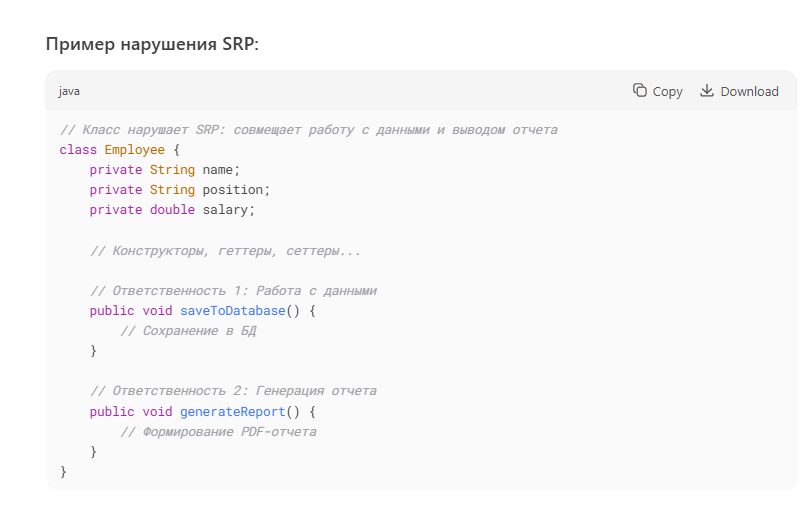 Пример нарушения SRP:
java
Copy
Download
// Класс нарушает SRP: совмещает работу с данными и выводом отчета
class Employee {
    private String name;
    private String position;
    private double salary;

    // Конструкторы, геттеры, сеттеры...

    // Ответственность 1: Работа с данными
    public void saveToDatabase() {
        // Сохранение в БД
    }

    // Ответственность 2: Генерация отчета
    public void generateReport() {
        // Формирование PDF-отчета
    }
}